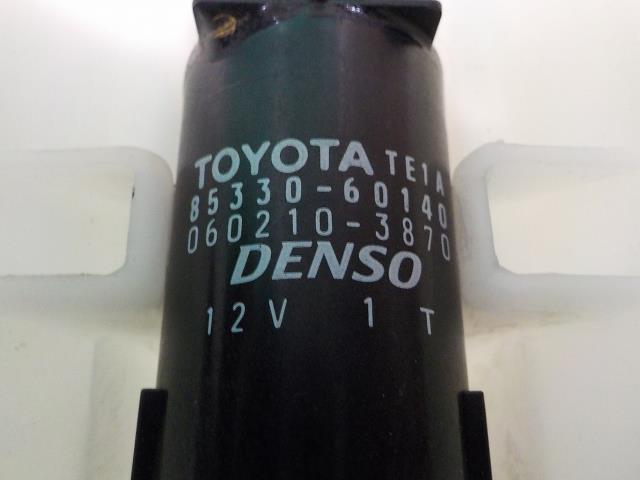 TOYOTA TE1A
85330-60140
060210-3870
DENSO
12V 1 T